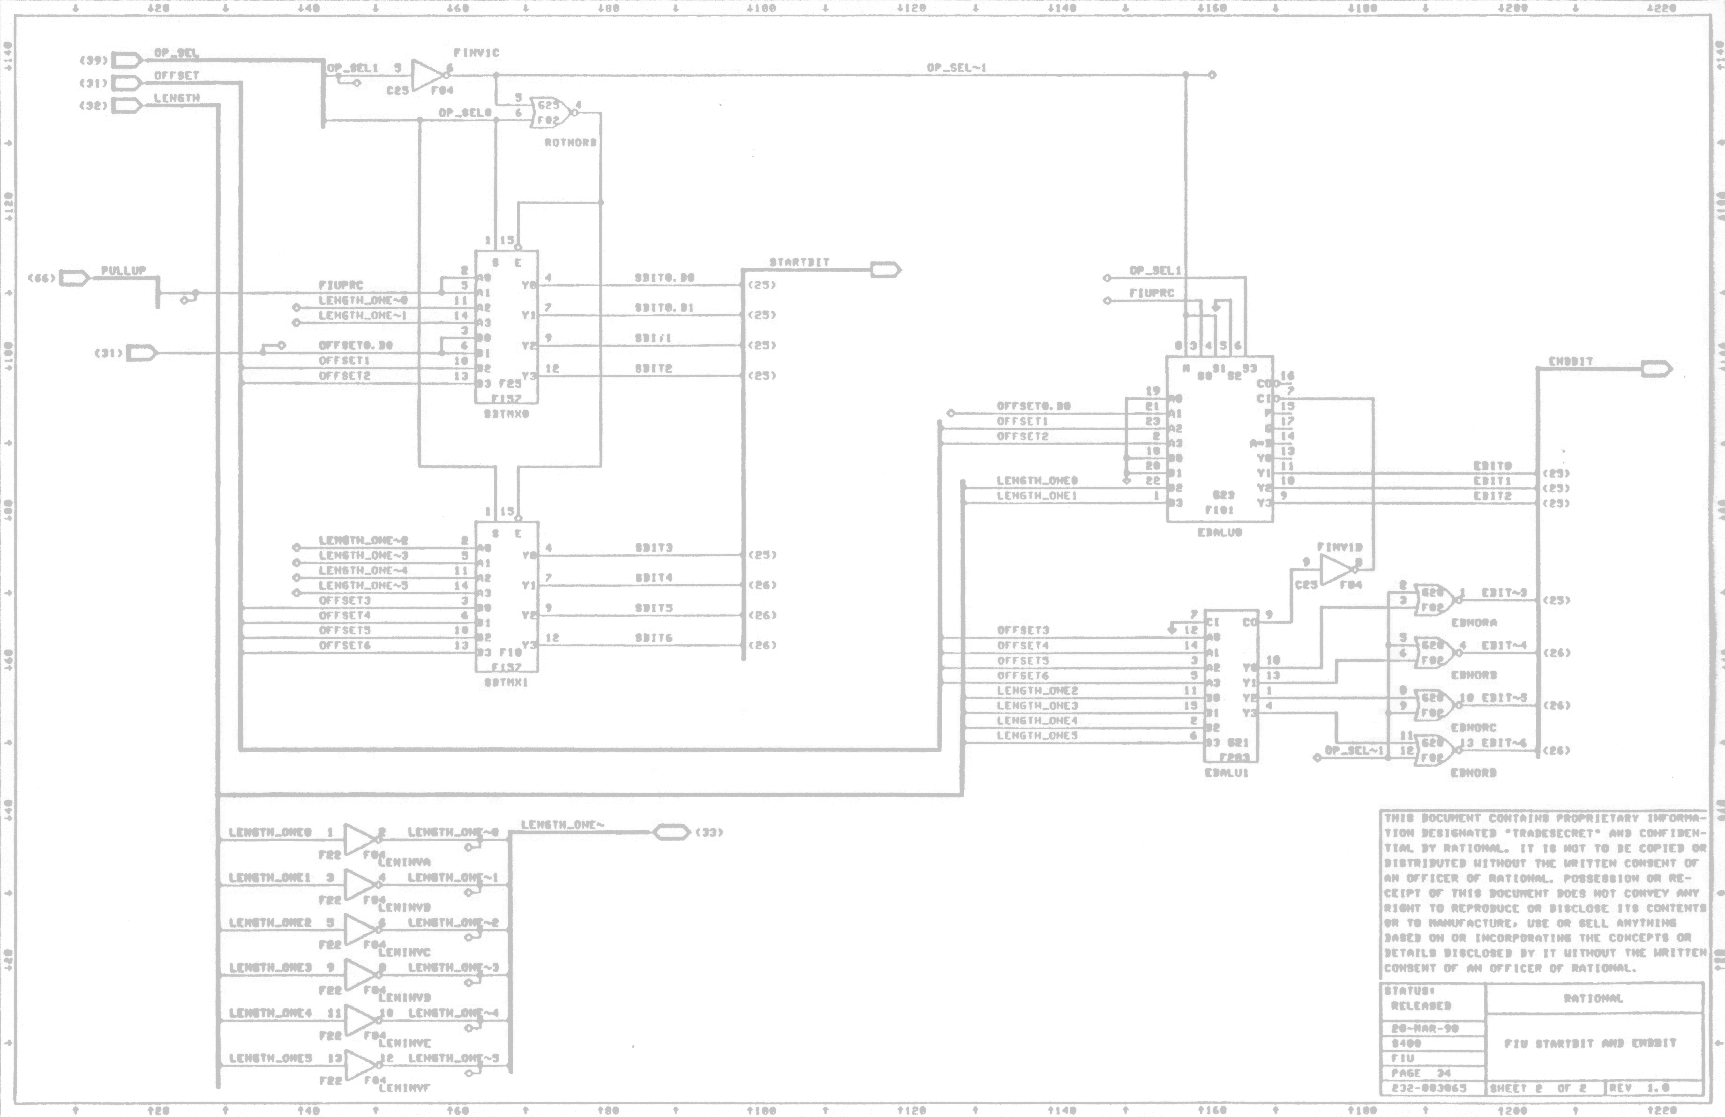 (39) OP_SEL
(31) OFFSET
(32) LENGTH
OP_SEL1 9 FINV1C 8
C25 F04
OP_SEL~1
OP_SEL0 5 6 G25 F02 4
ROTNORB
(66) PULLUP
FIUPRC
LENGTH_ONE~0
LENGTH_ONE~1
(31) OFFSET0.B0
OFFSET1
OFFSET2
1 15
S E
2 A0 Y0 4 SBIT0.B0 (25)
5 A1
11 A2 Y1 7 SBIT0.B1 (25)
14 A3
3 B0 Y2 9 (25)
6 B1
10 B2 Y3 12 SBIT2 (25)
13 B3 F25
F157
SBTMX0
STARTBIT
LENGTH_ONE~2
LENGTH_ONE~3
LENGTH_ONE~4
LENGTH_ONE~5
OFFSET3
OFFSET4
OFFSET5
OFFSET6
1 15
S E
2 A0 Y0 4 SBIT3 (25)
5 A1
11 A2 Y1 7 SBIT4 (26)
14 A3
3 B0 Y2 9 SBIT5 (26)
6 B1
10 B2 Y3 12 SBIT6 (26)
13 B3 F18
F157
SBTMX1
OP_SEL1
FIUPRC
8 3 4 5 6
M S0 S1 S2 S3
OFFSET0.B0
OFFSET1
OFFSET2
LENGTH_ONE0
LENGTH_ONE1
19 A0 CO 16
21 A1 CI 7
23 A2 P 15
2 A3 G 17
18 B0 A=B 14
20 B1 Y0 13
22 B2 Y1 11 EBIT0 (25)
1 B3 Y2 10 EBIT1 (25)
Y3 9 EBIT2 (25)
G23
F181
EBALU0
ENDBIT
FINV1D
9 8
C25 F04
OFFSET3
OFFSET4
OFFSET5
OFFSET6
LENGTH_ONE2
LENGTH_ONE3
LENGTH_ONE4
LENGTH_ONE5
7 CI CO 9
12 A0
14 A1
3 A2 Y0 10
5 A3 Y1 13
11 B0 Y2 1
15 B1 Y3 4
2 B2
6 B3 G21
F283
EBALU1
2 3 G20 F02 1 EBIT~3 (25)
EBNORA
5 6 G20 F02 4 EBIT~4 (26)
EBNORB
8 9 G20 F02 10 EBIT~5 (26)
EBNORC
11 12 G20 F02 13 EBIT~6 (26)
EBNORD
OP_SEL~1
LENGTH_ONE~ (33)
LENGTH_ONE0 1 2 LENGTH_ONE~0
F22 F04 LENINVA
LENGTH_ONE1 3 4 LENGTH_ONE~1
F22 F04 LENINVB
LENGTH_ONE2 5 6 LENGTH_ONE~2
F22 F04 LENINVC
LENGTH_ONE3 9 8 LENGTH_ONE~3
F22 F04 LENINVD
LENGTH_ONE4 11 10 LENGTH_ONE~4
F22 F04 LENINVE
LENGTH_ONE5 13 12 LENGTH_ONE~5
F22 F04 LENINVF
THIS DOCUMENT CONTAINS PROPRIETARY INFORMA-
TION DESIGNATED "TRADESECRET" AND CONFIDEN-
TIAL BY RATIONAL. IT IS NOT TO BE COPIED OR
DISTRIBUTED WITHOUT THE WRITTEN CONSENT OF
AN OFFICER OF RATIONAL. POSSESSION OR RE-
CEIPT OF THIS DOCUMENT DOES NOT CONVEY ANY
RIGHT TO REPRODUCE OR DISCLOSE ITS CONTENTS
OR TO MANUFACTURE, USE OR SELL ANYTHING
BASED ON OR INCORPORATING THE CONCEPTS OR
DETAILS DISCLOSED BY IT WITHOUT THE WRITTEN
CONSENT OF AN OFFICER OF RATIONAL.
STATUS:
RELEASED
RATIONAL
20-MAR-90
S400
FIU
PAGE 34
232-003065
FIU STARTBIT AND ENDBIT
SHEET 2 OF 2
REV 1.0